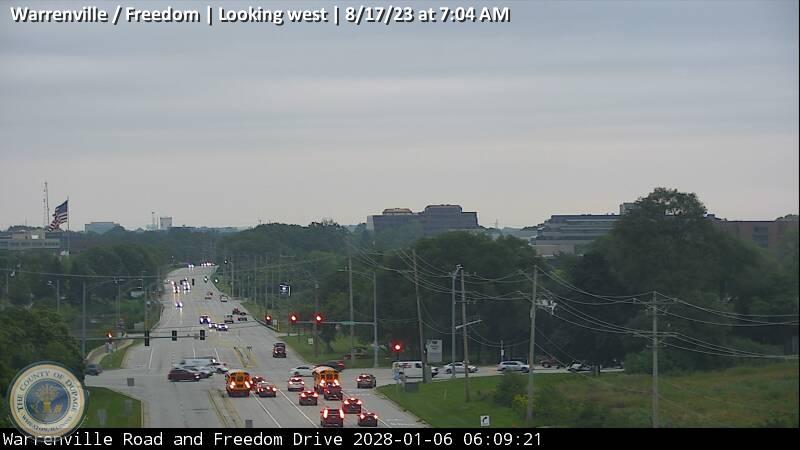 Warrenville / Freedom | Looking west | 8/17/23 at 7:04 AM
THE COUNTY OF DUPAGE
Warrenville Road and Freedom Drive 2028-01-06 06:09:21